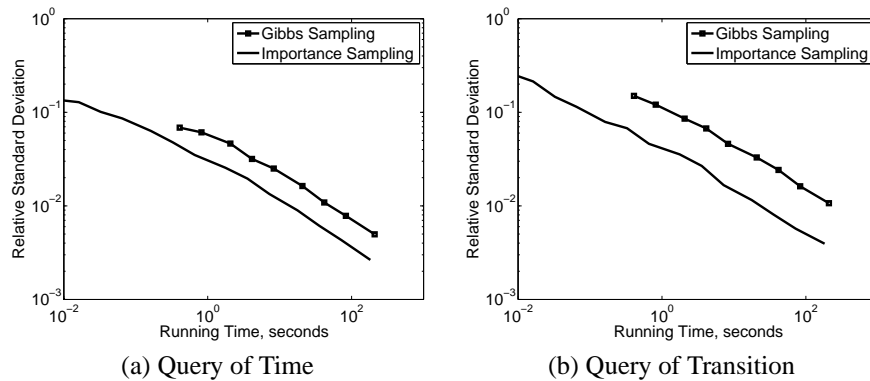 10^0
10^-1
10^-2
10^-3
Relative Standard Deviation
Gibbs Sampling
Importance Sampling
10^-2
10^0
10^2
Running Time, seconds
(a) Query of Time
10^0
10^-1
10^-2
10^-3
Relative Standard Deviation
Gibbs Sampling
Importance Sampling
10^-2
10^0
10^2
Running Time, seconds
(b) Query of Transition